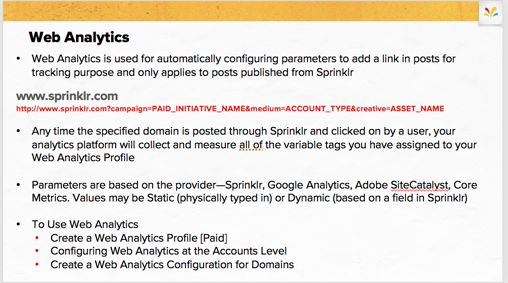 Web Analytics
• Web Analytics is used for automatically configuring parameters to add a link in posts for
tracking purpose and only applies to posts published from Sprinklr
www.sprinklr.com
http://www.sprinklr.com?campaign=PAID_INITIATIVE_NAME&medium=ACCOUNT_TYPE&creative=ASSET_NAME
• Any time the specified domain is posted through Sprinklr and clicked on by a user, your
analytics platform will collect and measure all of the variable tags you have assigned to your
Web Analytics Profile
• Parameters are based on the provider—Sprinklr, Google Analytics, Adobe SiteCatalyst, Core
Metrics. Values may be Static (physically typed in) or Dynamic (based on a field in Sprinklr)
• To Use Web Analytics
• Create a Web Analytics Profile [Paid]
• Configuring Web Analytics at the Accounts Level
• Create a Web Analytics Configuration for Domains